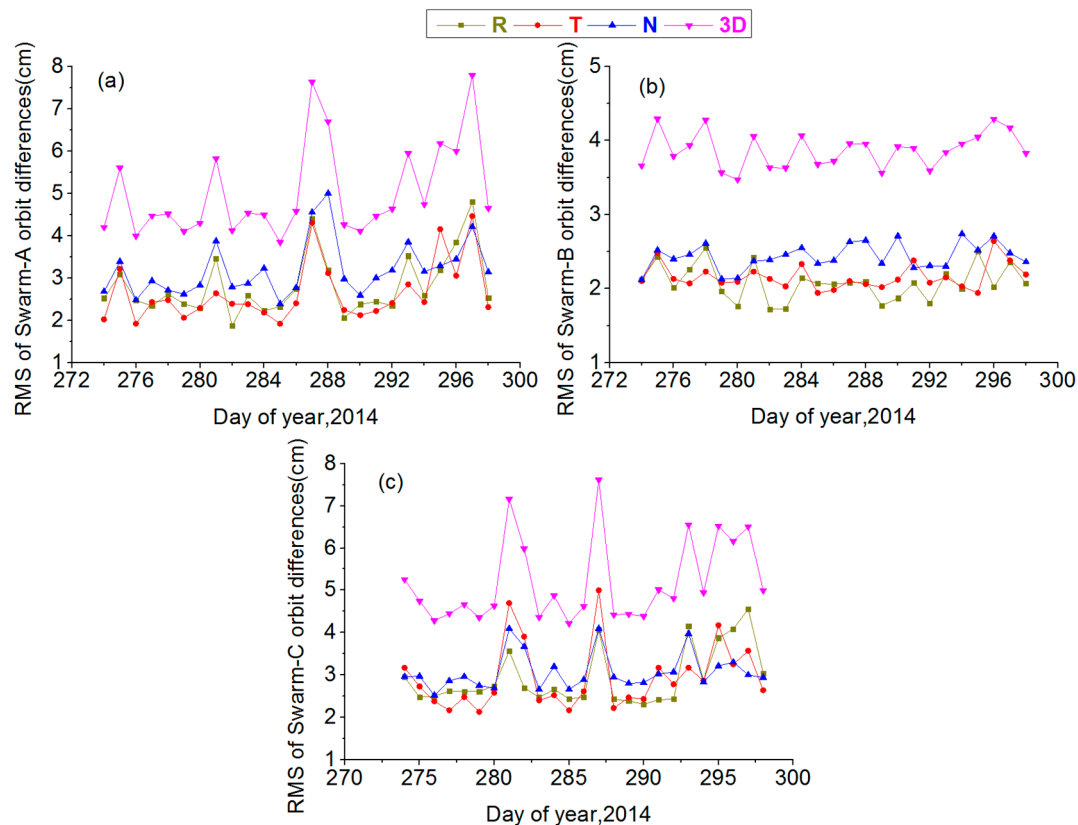 R T N 3D
(a)
RMS of Swarm-A orbit differences(cm)
8
7
6
5
4
3
2
1
272 276 280 284 288 292 296 300
Day of year,2014
(b)
RMS of Swarm-B orbit differences(cm)
5
4
3
2
1
272 276 280 284 288 292 296 300
Day of year,2014
(c)
RMS of Swarm-C orbit differences(cm)
8
7
6
5
4
3
2
1
270 275 280 285 290 295 300
Day of year,2014